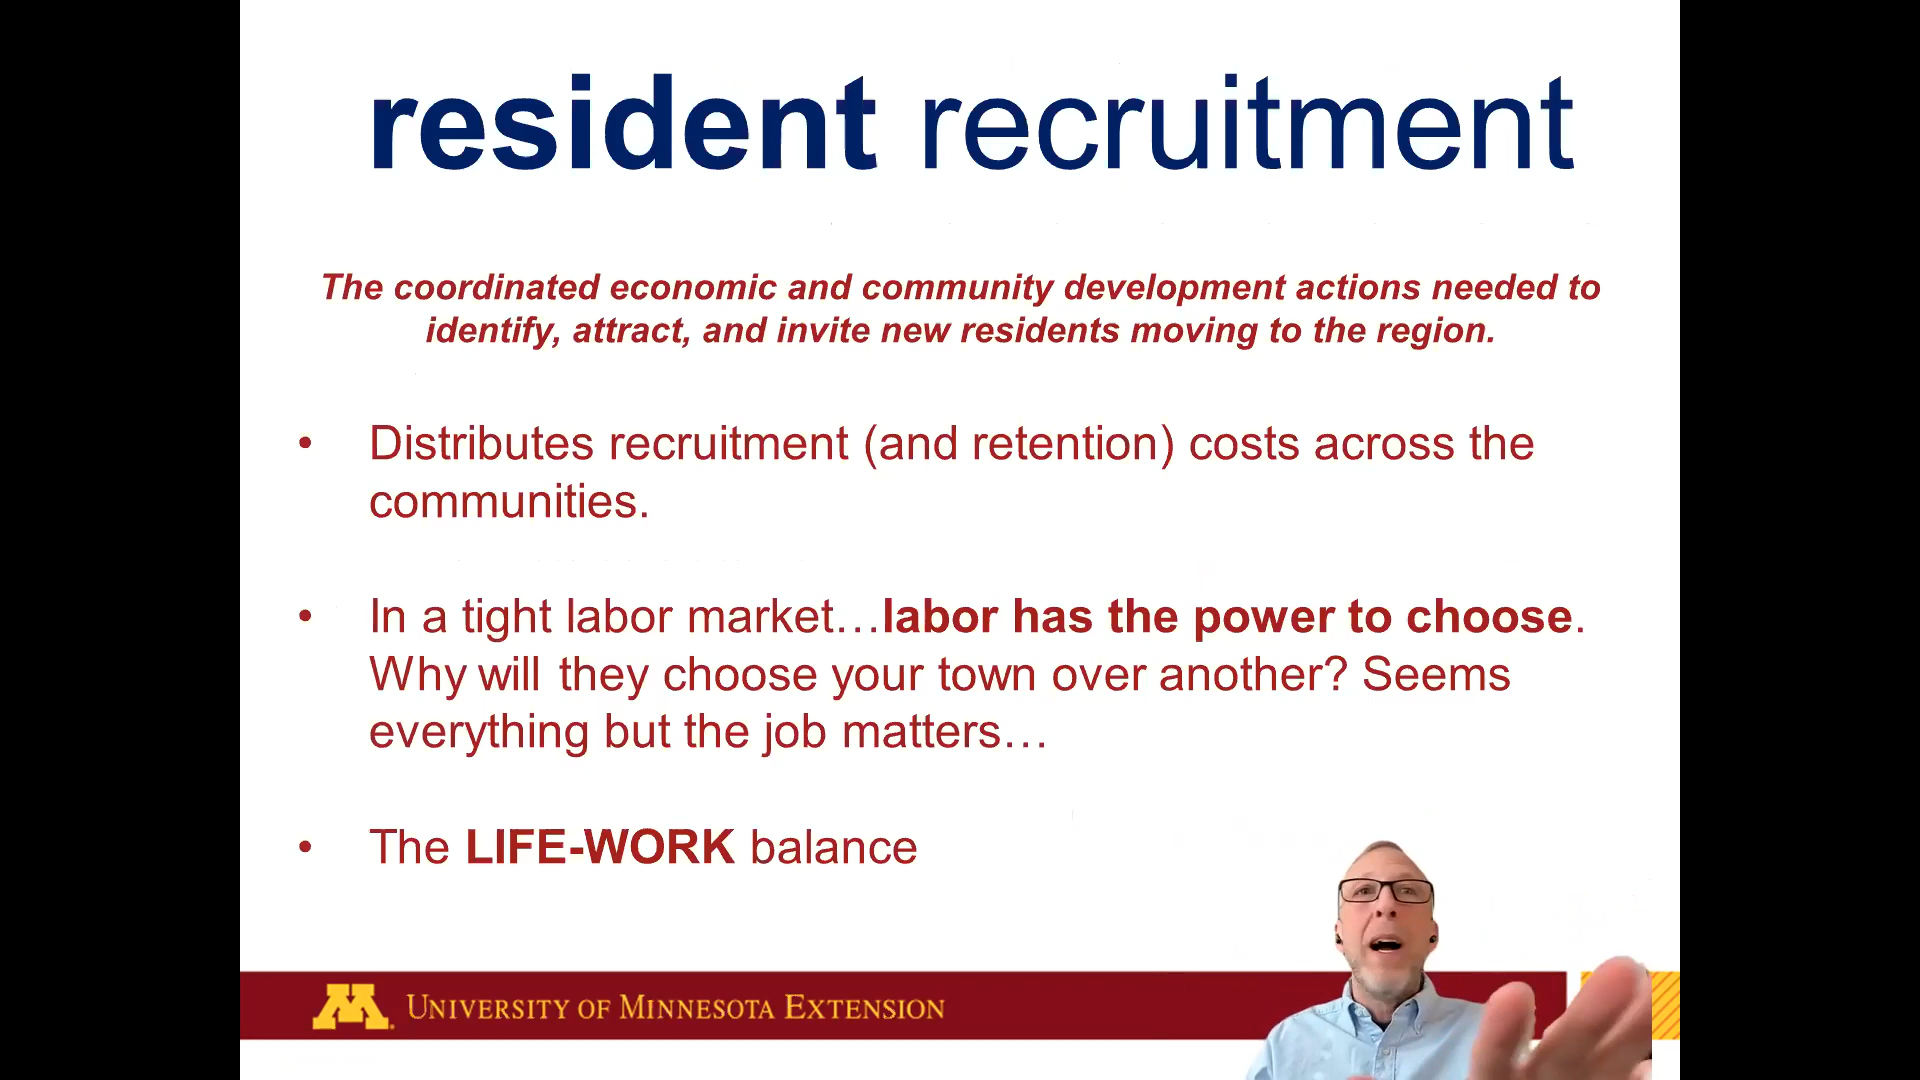 resident recruitment
The coordinated economic and community development actions needed to
identify, attract, and invite new residents moving to the region.
• Distributes recruitment (and retention) costs across the
communities.
• In a tight labor market…labor has the power to choose.
Why will they choose your town over another? Seems
everything but the job matters…
• The LIFE-WORK balance
M UNIVERSITY OF MINNESOTA EXTENSION